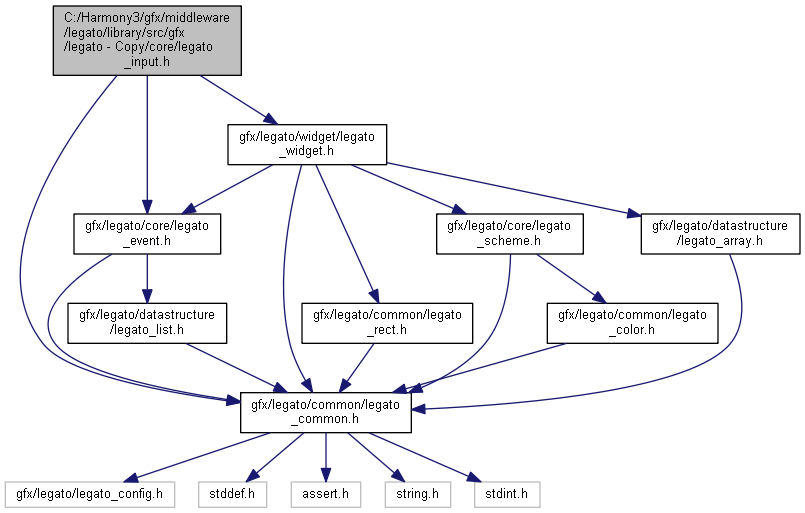 C:/Harmony3/gfx/middleware
/legato/library/src/gfx
/legato - Copy/core/legato
_input.h
gfx/legato/widget/legato
_widget.h
gfx/legato/core/legato
_event.h
gfx/legato/core/legato
_scheme.h
gfx/legato/datastructure
/legato_array.h
gfx/legato/datastructure
/legato_list.h
gfx/legato/common/legato
_rect.h
gfx/legato/common/legato
_color.h
gfx/legato/common/legato
_common.h
gfx/legato/legato_config.h
stddef.h
assert.h
string.h
stdint.h